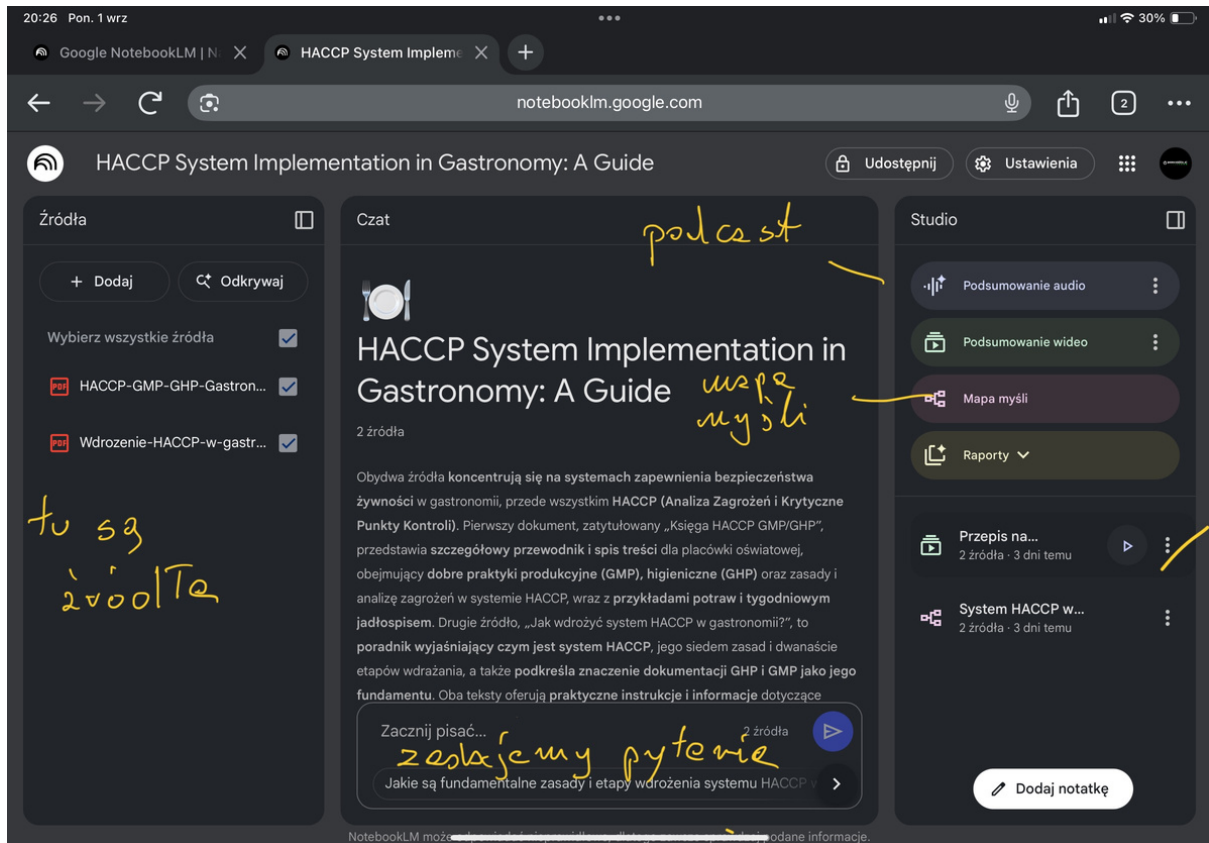 20:26 Pon. 1 wrz
30%
Google NotebookLM | N
HACCP System Impleme
notebooklm.google.com
2
HACCP System Implementation in Gastronomy: A Guide
Udostępnij
Ustawienia
Źródła
+ Dodaj
Odkrywaj
Wybierz wszystkie źródła
PDF HACCP-GMP-GHP-Gastron...
PDF Wdrozenie-HACCP-w-gastr...
tu są
źródła
Czat
podcast
HACCP System Implementation in
Gastronomy: A Guide
mapa
myśli
2 źródła
Obydwa źródła koncentrują się na systemach zapewnienia bezpieczeństwa
żywności w gastronomii, przede wszystkim HACCP (Analiza Zagrożeń i Krytyczne
Punkty Kontroli). Pierwszy dokument, zatytułowany „Księga HACCP GMP/GHP”,
przedstawia szczegółowy przewodnik i spis treści dla placówki oświatowej,
obejmujący dobre praktyki produkcyjne (GMP), higieniczne (GHP) oraz zasady i
analizę zagrożeń w systemie HACCP, wraz z przykładami potraw i tygodniowym
jadłospisem. Drugie źródło, „Jak wdrożyć system HACCP w gastronomii?”, to
poradnik wyjaśniający czym jest system HACCP, jego siedem zasad i dwanaście
etapów wdrażania, a także podkreśla znaczenie dokumentacji GHP i GMP jako jego
fundamentu. Oba teksty oferują praktyczne instrukcje i informacje dotyczące
Zacznij pisać...
2 źródła
zadajemy pytania
Jakie są fundamentalne zasady i etapy wdrożenia systemu HACCP w
NotebookLM może podane informacje.
Studio
Podsumowanie audio
Podsumowanie wideo
Mapa myśli
Raporty
Przepis na...
2 źródła · 3 dni temu
System HACCP w...
2 źródła · 3 dni temu
Dodaj notatkę